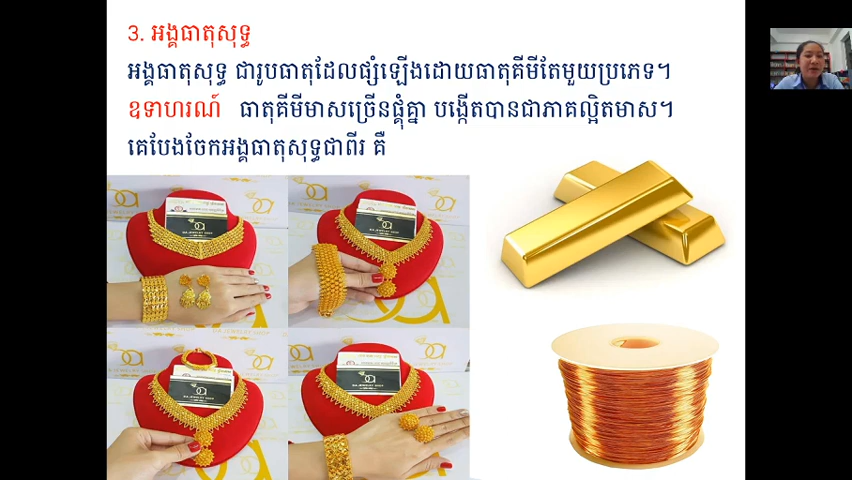 3. អង្គធាតុសុទ្ធ
អង្គធាតុសុទ្ធ ជារូបធាតុដែលផ្សំឡើងដោយធាតុគីមីតែមួយប្រភេទ។
ឧទាហរណ៍ ធាតុគីមីមាសច្រើនផ្គុំគ្នា បង្កើតបានជាភាគល្អិតមាស។
គេបែងចែកអង្គធាតុសុទ្ធជាពីរ គឺ